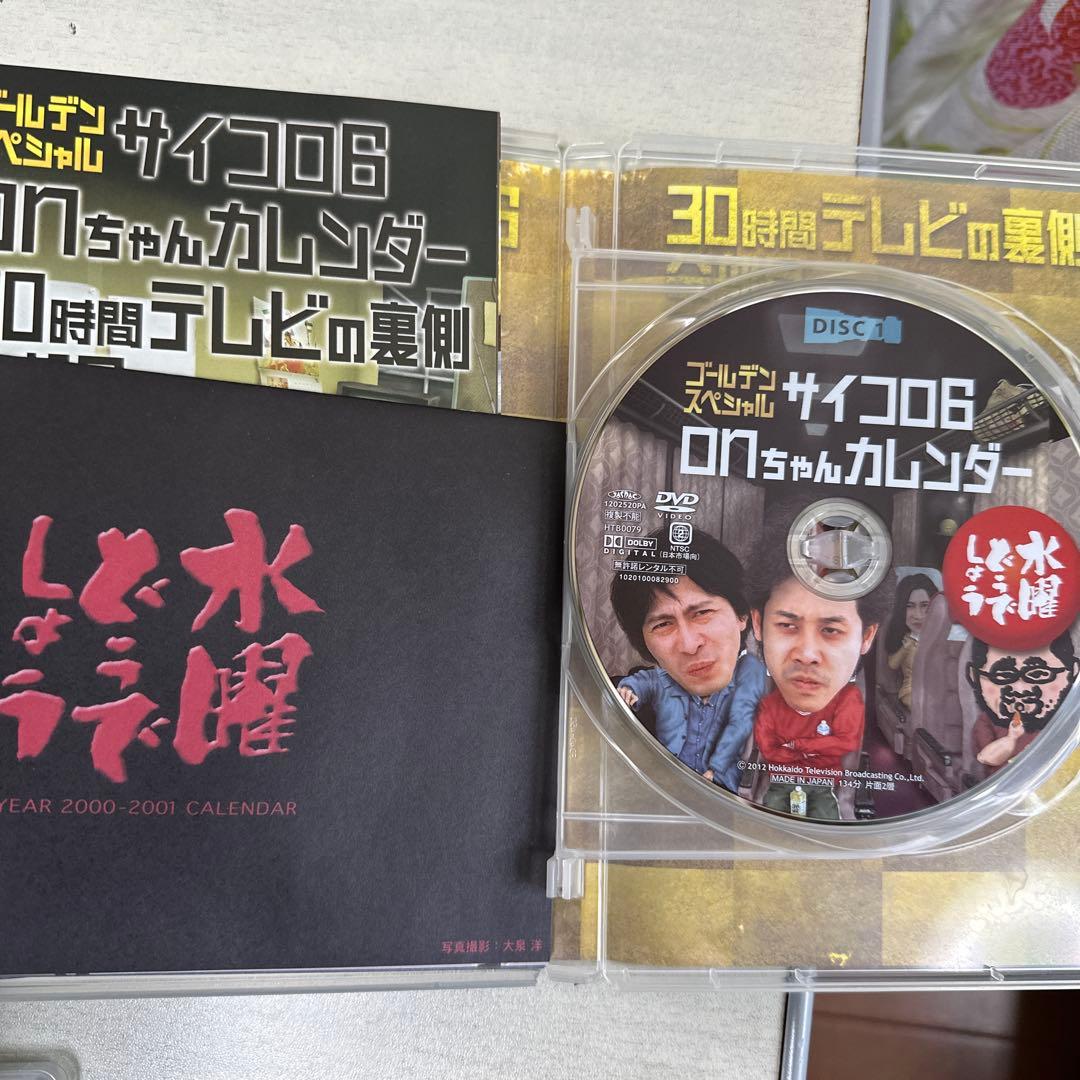 ゴールデン
スペシャル
サイコロ6
onちゃんカレンダー
30時間テレビの裏側
水曜
どうで
しょう
YEAR 2000-2001 CALENDAR
写真撮影：大泉 洋
6
30時間テレビの裏側
DISC 1
ゴールデン
スペシャル
サイコロ6
onちゃんカレンダー
JASRAC
1202520PA
複製不能
HTB0079
DVD
VIDEO
DOLBY
DIGITAL
2
NTSC
(日本市場向)
無許諾レンタル不可
1020100082900
水曜
どうで
しょう
© 2012 Hokkaido Television Broadcasting Co., Ltd.
MADE IN JAPAN 134分 片面2層